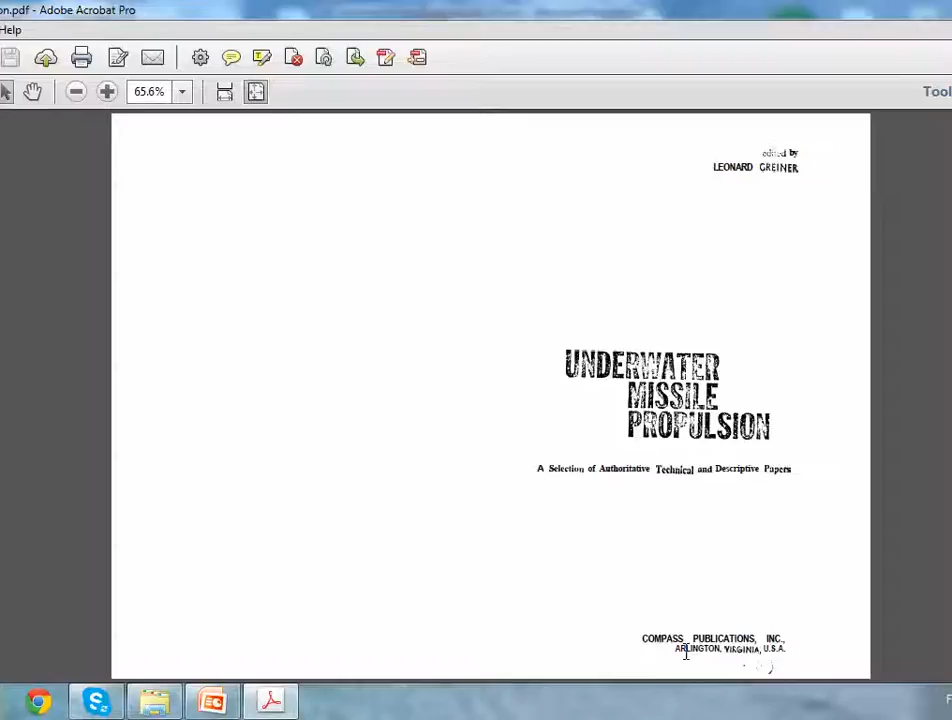 on.pdf - Adobe Acrobat Pro
Help
65.6%
Tool
edited by
LEONARD GREINER
UNDERWATER
MISSILE
PROPULSION
A Selection of Authoritative Technical and Descriptive Papers
COMPASS PUBLICATIONS, INC.,
ARLINGTON, VIRGINIA, U.S.A.